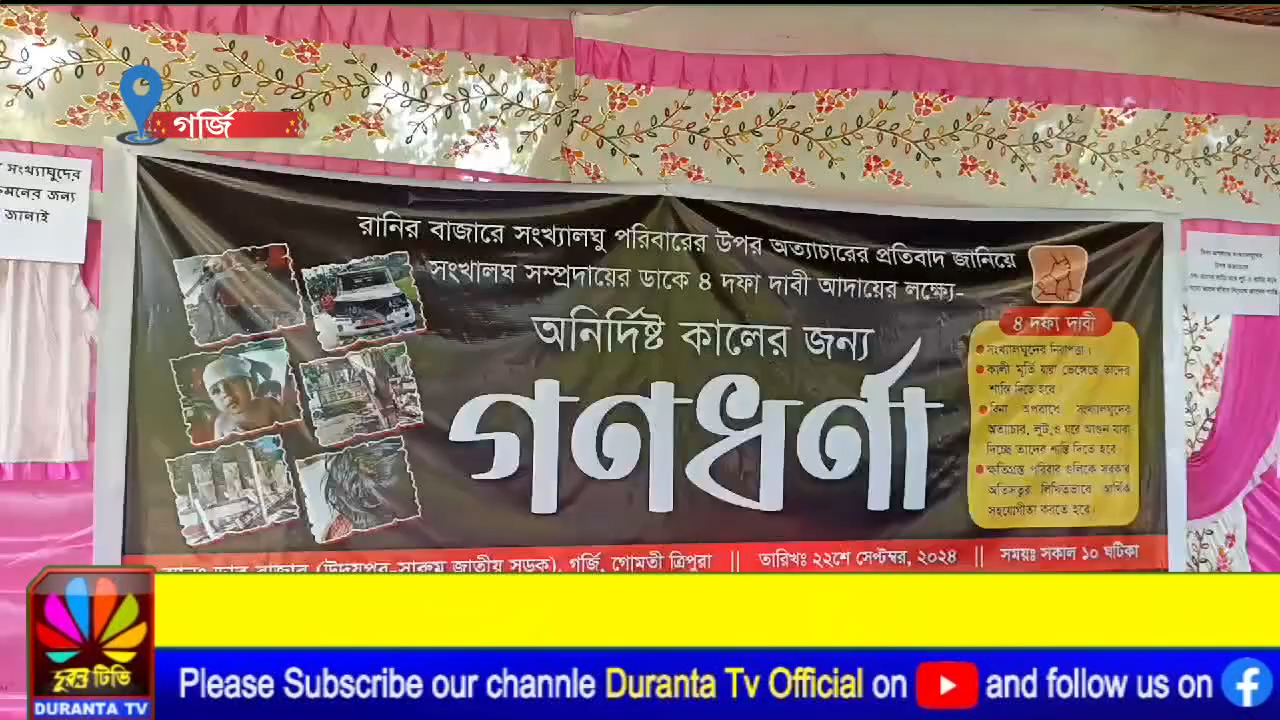 গর্জি
সংখ্যাঘুদের
জন্য
জানাই
রানির বাজারে সংখ্যালঘু পরিবারের উপর অত্যাচারের প্রতিবাদ জানিয়ে
সংখালঘ সম্প্রদায়ের ডাকে ৪ দফা দাবী আদায়ের লক্ষ্যে-
অনির্দিষ্ট কালের জন্য
গণধর্ণা
৪ দফা দাবী
সংখ্যালঘুদের নিরাপত্তা।
কালী মূর্তি যারা ভেঙ্গেছে তাদের
শাস্তি দিতে হবে
বিনা অপরাধে সংখ্যালঘুদের
অত্যাচার, লুট,ও ঘরে আগুন যারা
দিচ্ছে তাদের শাস্তি দিতে হবে
ক্ষতিগ্রস্ত পরিবার গুলিকে সরকার
অতিসত্বর লিখিতভাবে আর্থিক
সহযোগীতা করতে হবে।
বাজার (উদয়পুর-সাব্রুম জাতীয় সড়ক), গর্জি, গোমতী ত্রিপুরা || তারিখঃ ২২শে সেপ্টেম্বর, ২০২৪ || সময়ঃ সকাল ১০ ঘটিকা
দুরন্ত টিভি
DURANTA TV
Please Subscribe our channle Duranta Tv Official on and follow us on